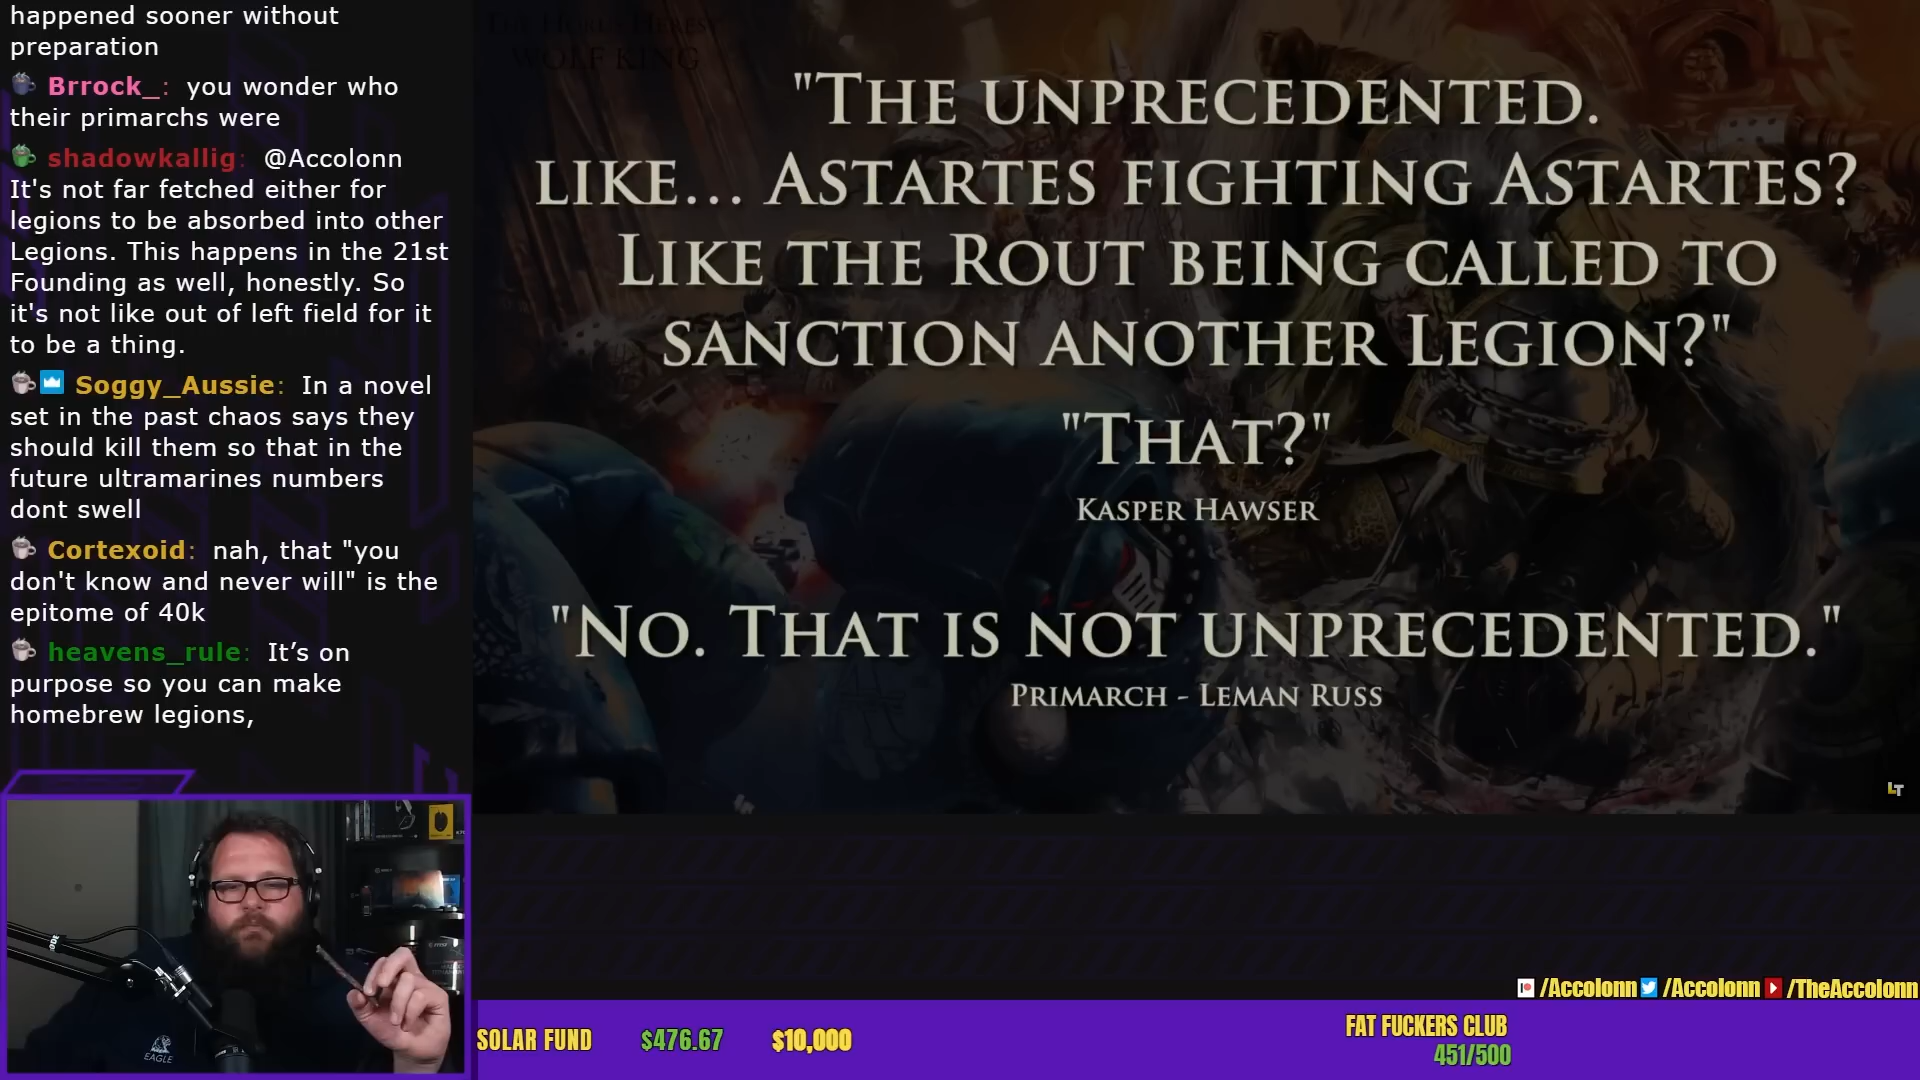 happened sooner without
preparation
Brrock_: you wonder who
their primarchs were
shadowkallig: @Accolonn
It's not far fetched either for
legions to be absorbed into other
Legions. This happens in the 21st
Founding as well, honestly. So
it's not like out of left field for it
to be a thing.
Soggy_Aussie: In a novel
set in the past chaos says they
should kill them so that in the
future ultramarines numbers
dont swell
Cortexoid: nah, that "you
don't know and never will" is the
epitome of 40k
heavens_rule: It’s on
purpose so you can make
homebrew legions,
The Horus Heresy
WOLF KING
"The unprecedented.
like... Astartes fighting Astartes?
Like the Rout being called to
sanction another Legion?"
"That?"
Kasper Hawser
"No. That is not unprecedented."
Primarch - Leman Russ
LT
EAGLE
/Accolonn /Accolonn /TheAccolonn
SOLAR FUND $476.67 $10,000
FAT FUCKERS CLUB
451/500